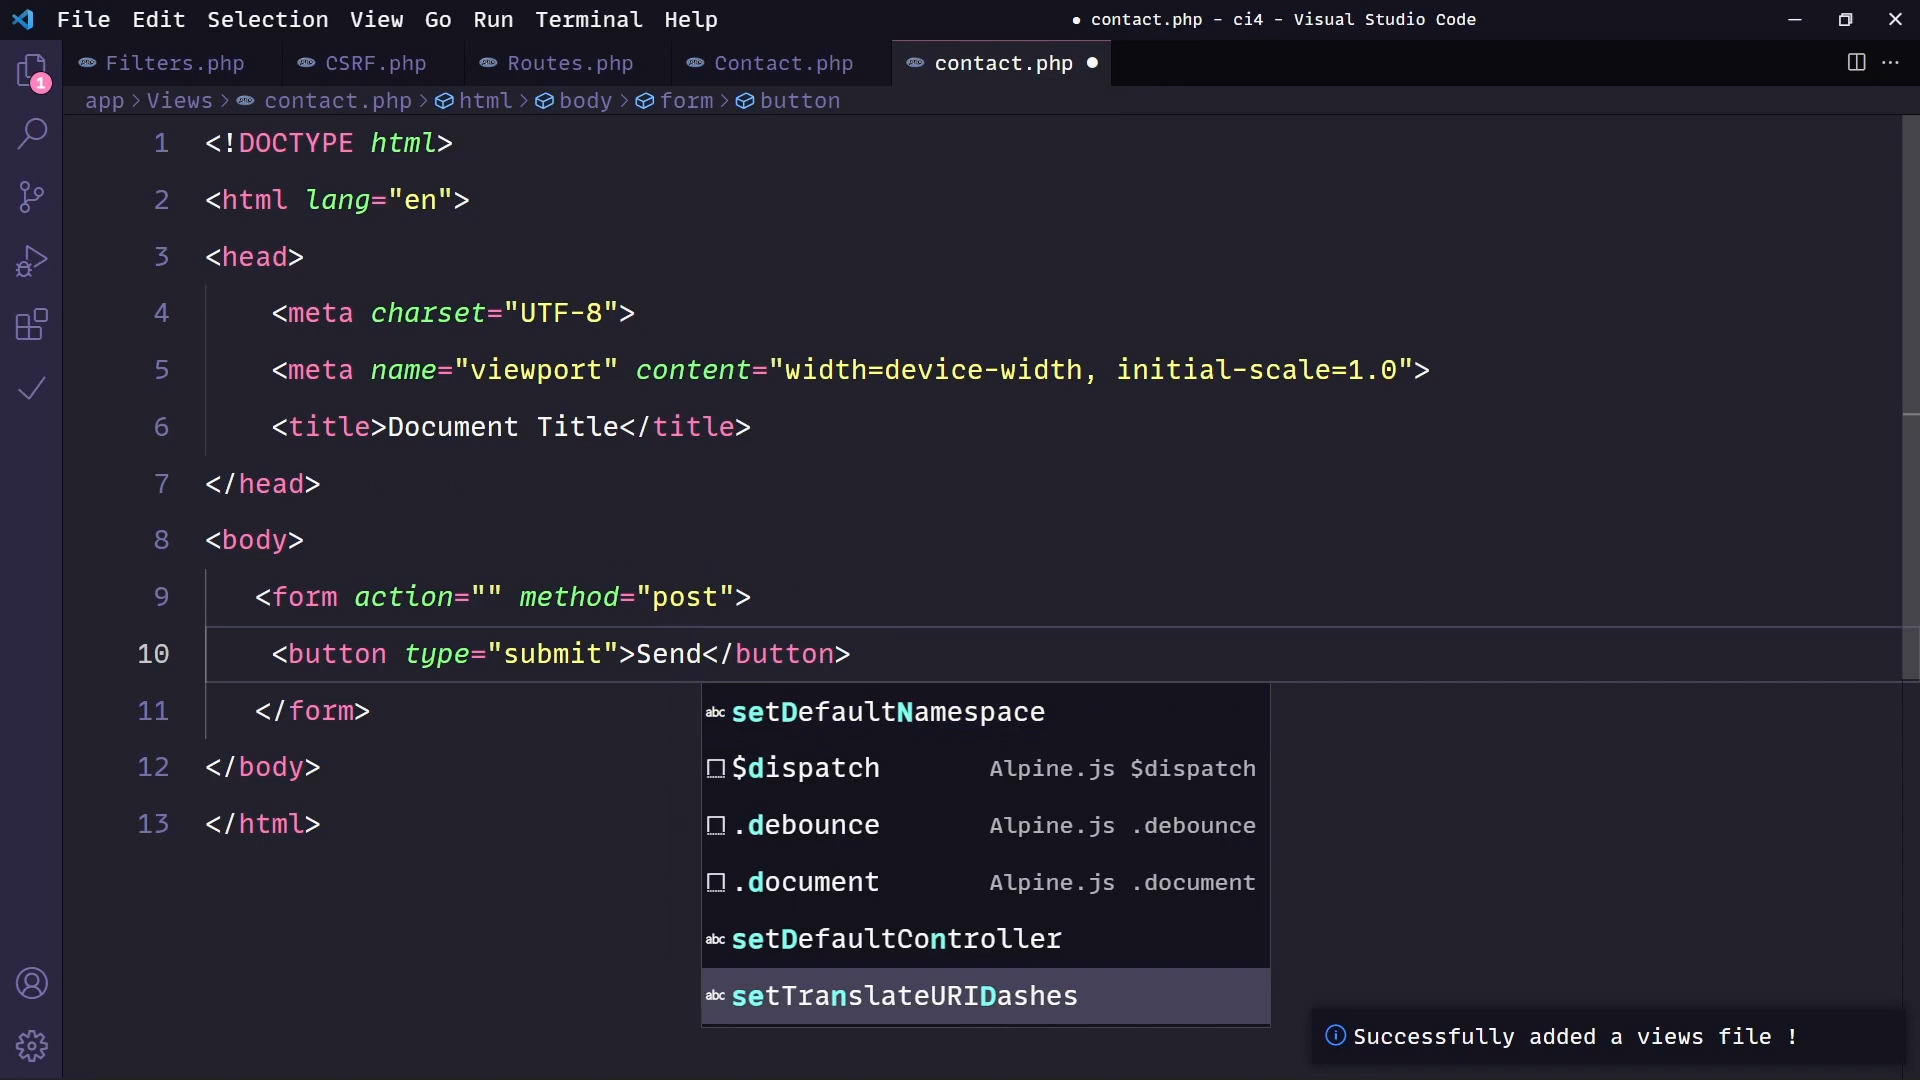 File Edit Selection View Go Run Terminal Help
● contact.php - ci4 - Visual Studio Code
Filters.php CSRF.php Routes.php Contact.php contact.php ●
1
app > Views > contact.php > html > body > form > button
1 <!DOCTYPE html>
2 <html lang="en">
3 <head>
4 <meta charset="UTF-8">
5 <meta name="viewport" content="width=device-width, initial-scale=1.0">
6 <title>Document Title</title>
7 </head>
8 <body>
9 <form action="" method="post">
10 <button type="submit">Send</button>
11 </form>
12 </body>
13 </html>
abc setDefaultNamespace
$dispatch Alpine.js $dispatch
.debounce Alpine.js .debounce
.document Alpine.js .document
abc setDefaultController
abc setTranslateURIDashes
Successfully added a views file !